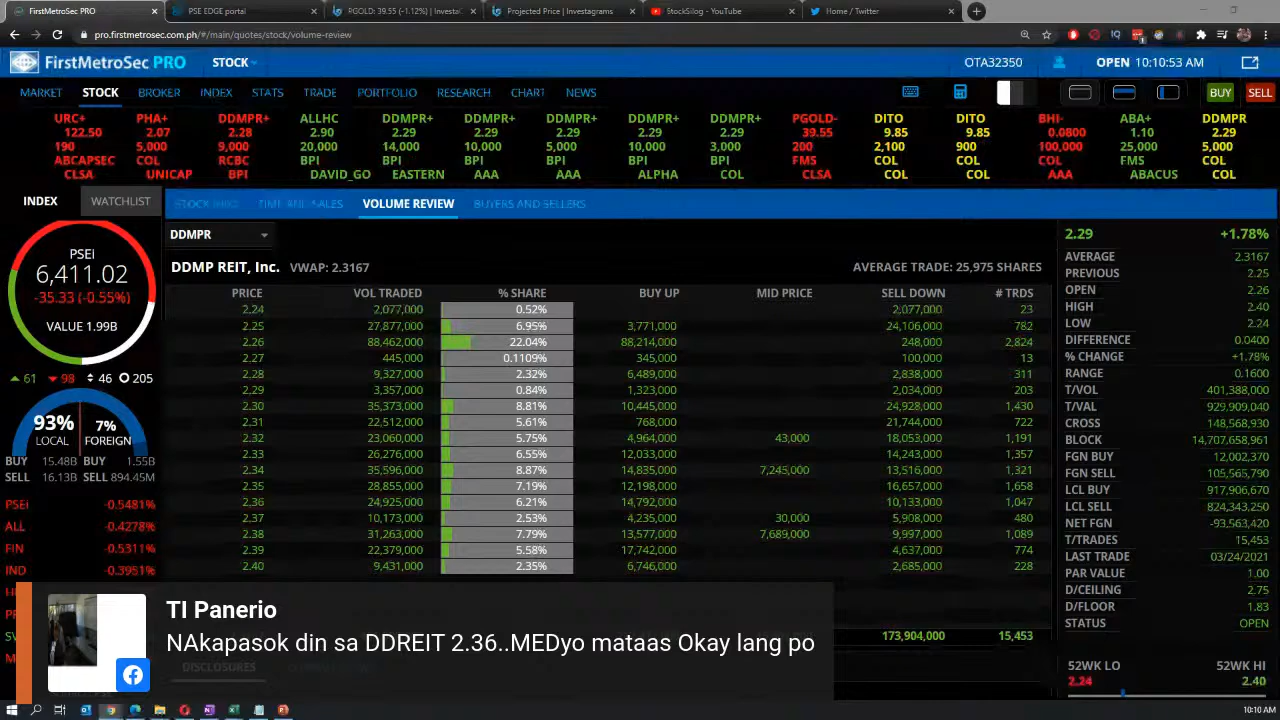 FirstMetroSec PRO
PSE EDGE portal
RGOLD: 39.55 (-1.12%) | Investa
Projected Price | Investagrams
StockSilog - YouTube
Home / Twitter
pro.firstmetrosec.com.ph/#/main/quotes/stock/volume-review
FirstMetroSec PRO STOCK OTA32350 OPEN 10:10:53 AM
MARKET STOCK BROKER INDEX STATS TRADE PORTFOLIO RESEARCH CHART NEWS BUY SELL
URC+ PHA+ DDMPR+ ALLHC DDMPR+ DDMPR+ DDMPR+ DDMPR+ DDMPR+ PGOLD- DITO DITO BHI- ABA+ DDMPR
122.50 2.07 2.28 2.90 2.29 2.29 2.29 2.29 2.29 39.55 9.85 9.85 0.0800 1.10 2.29
190 5,000 9,000 20,000 14,000 10,000 5,000 10,000 3,000 200 2,100 900 100,000 25,000 5,000
ABCAPSEC COL RCBC BPI BPI BPI BPI BPI BPI FMS COL COL COL FMS COL
CLSA UNICAP BPI DAVID_GO EASTERN AAA AAA ALPHA COL CLSA COL COL AAA ABACUS COL
INDEX WATCHLIST
TIME AND SALES VOLUME REVIEW BUYERS AND SELLERS
PSEI
6,411.02
-35.33 (-0.55%)
VALUE 1.99B
61 98 46 205
93% LOCAL
7% FOREIGN
BUY 15.48B BUY 1.55B
SELL 16.13B SELL 894.45M
PSEI -0.5481%
ALL -0.4278%
FIN -0.5311%
IND -0.3951%
DDMPR
DDMP REIT, Inc. VWAP: 2.3167 AVERAGE TRADE: 25,975 SHARES
PRICE VOL TRADED % SHARE BUY UP MID PRICE SELL DOWN # TRDS
2.24 2,077,000 0.52% 2,077,000 23
2.25 27,877,000 6.95% 3,771,000 24,106,000 782
2.26 88,462,000 22.04% 88,214,000 248,000 2,824
2.27 445,000 0.1109% 345,000 100,000 13
2.28 9,327,000 2.32% 6,489,000 2,838,000 311
2.29 3,357,000 0.84% 1,323,000 2,034,000 203
2.30 35,373,000 8.81% 10,445,000 24,928,000 1,430
2.31 22,512,000 5.61% 768,000 21,744,000 722
2.32 23,060,000 5.75% 4,964,000 43,000 18,053,000 1,191
2.33 26,276,000 6.55% 12,033,000 14,243,000 1,357
2.34 35,596,000 8.87% 14,835,000 7,245,000 13,516,000 1,321
2.35 28,855,000 7.19% 12,198,000 16,657,000 1,658
2.36 24,925,000 6.21% 14,792,000 10,133,000 1,047
2.37 10,173,000 2.53% 4,235,000 30,000 5,908,000 480
2.38 31,263,000 7.79% 13,577,000 7,689,000 9,997,000 1,089
2.39 22,379,000 5.58% 17,742,000 4,637,000 774
2.40 9,431,000 2.35% 6,746,000 2,685,000 228
173,904,000 15,453
DISCLOSURES
2.29 +1.78%
AVERAGE 2.3167
PREVIOUS 2.25
OPEN 2.26
HIGH 2.40
LOW 2.24
DIFFERENCE 0.0400
% CHANGE +1.78%
RANGE 0.1600
T/VOL 401,388,000
T/VAL 929,909,040
CROSS 148,568,930
BLOCK 14,707,658,961
FGN BUY 12,002,370
FGN SELL 105,565,790
LCL BUY 917,906,670
LCL SELL 824,343,250
NET FGN -93,563,420
T/TRADES 15,453
LAST TRADE 03/24/2021
PAR VALUE 1.00
D/CEILING 2.75
D/FLOOR 1.83
STATUS OPEN
52WK LO 52WK HI
2.24 2.40
TI Panerio
NAkapasok din sa DDREIT 2.36..MEDyo mataas Okay lang po
10:10 AM